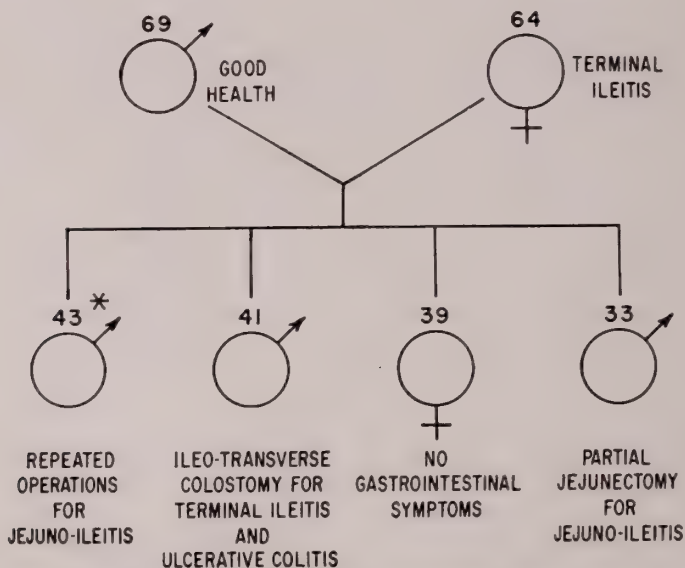 69
GOOD
HEALTH
64
TERMINAL
ILEITIS
43 *
41
39
33
REPEATED
OPERATIONS
FOR
JEJUNO-ILEITIS
ILEO-TRANSVERSE
COLOSTOMY FOR
TERMINAL ILEITIS
AND
ULCERATIVE COLITIS
NO
GASTROINTESTINAL
SYMPTOMS
PARTIAL
JEJUNECTOMY
FOR
JEJUNO-ILEITIS